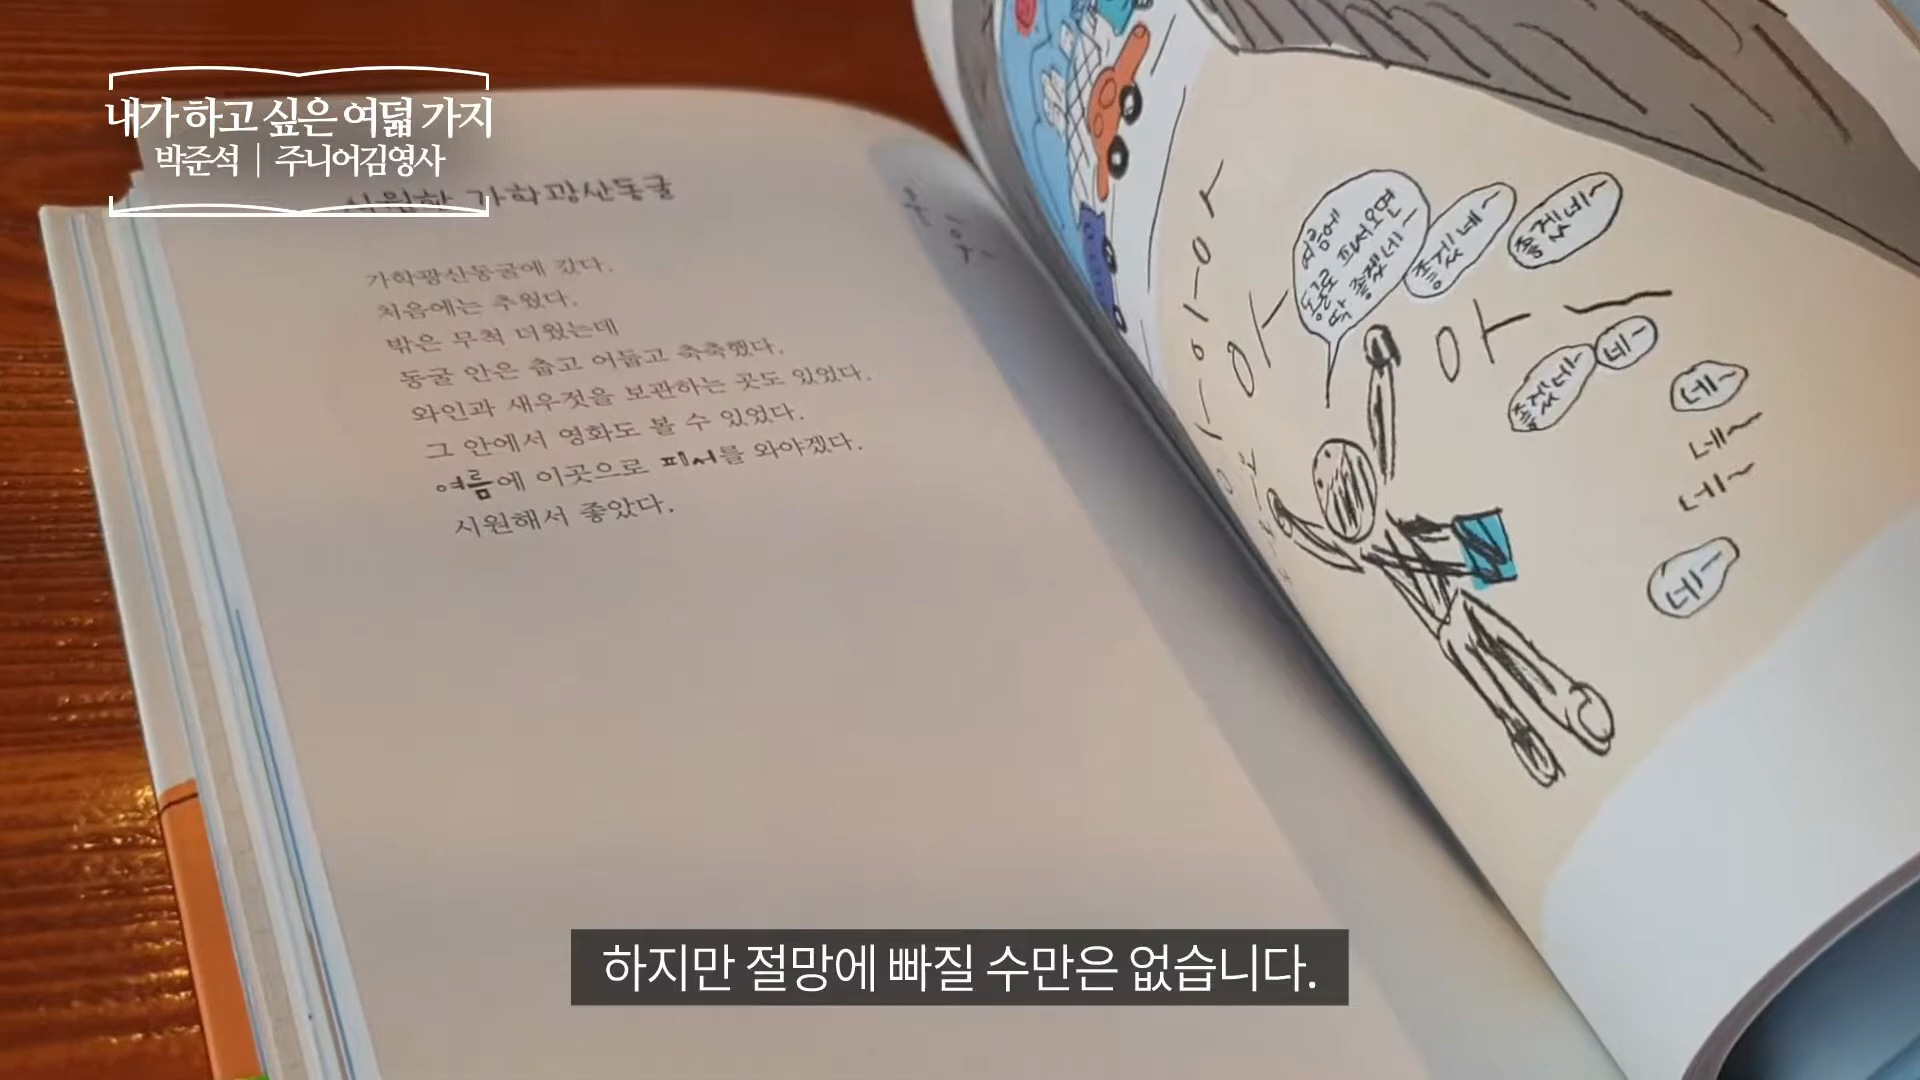 내가 하고 싶은 여덟 가지
박준석 | 주니어김영사
시원한 가학광산동굴
가학광산동굴에 갔다.
처음에는 추웠다.
밖은 무척 더웠는데
동굴 안은 춥고 어둡고 축축했다.
와인과 새우젓을 보관하는 곳도 있었다.
그 안에서 영화도 볼 수 있었다.
여름에 이곳으로 피서를 와야겠다.
시원해서 좋았다.
아
여름에
동굴로 피서오면
딱 좋겠네~
좋겠네~
좋겠네~
아
좋겠네~
네~
네~
네~
네~
네~
하지만 절망에 빠질 수만은 없습니다.